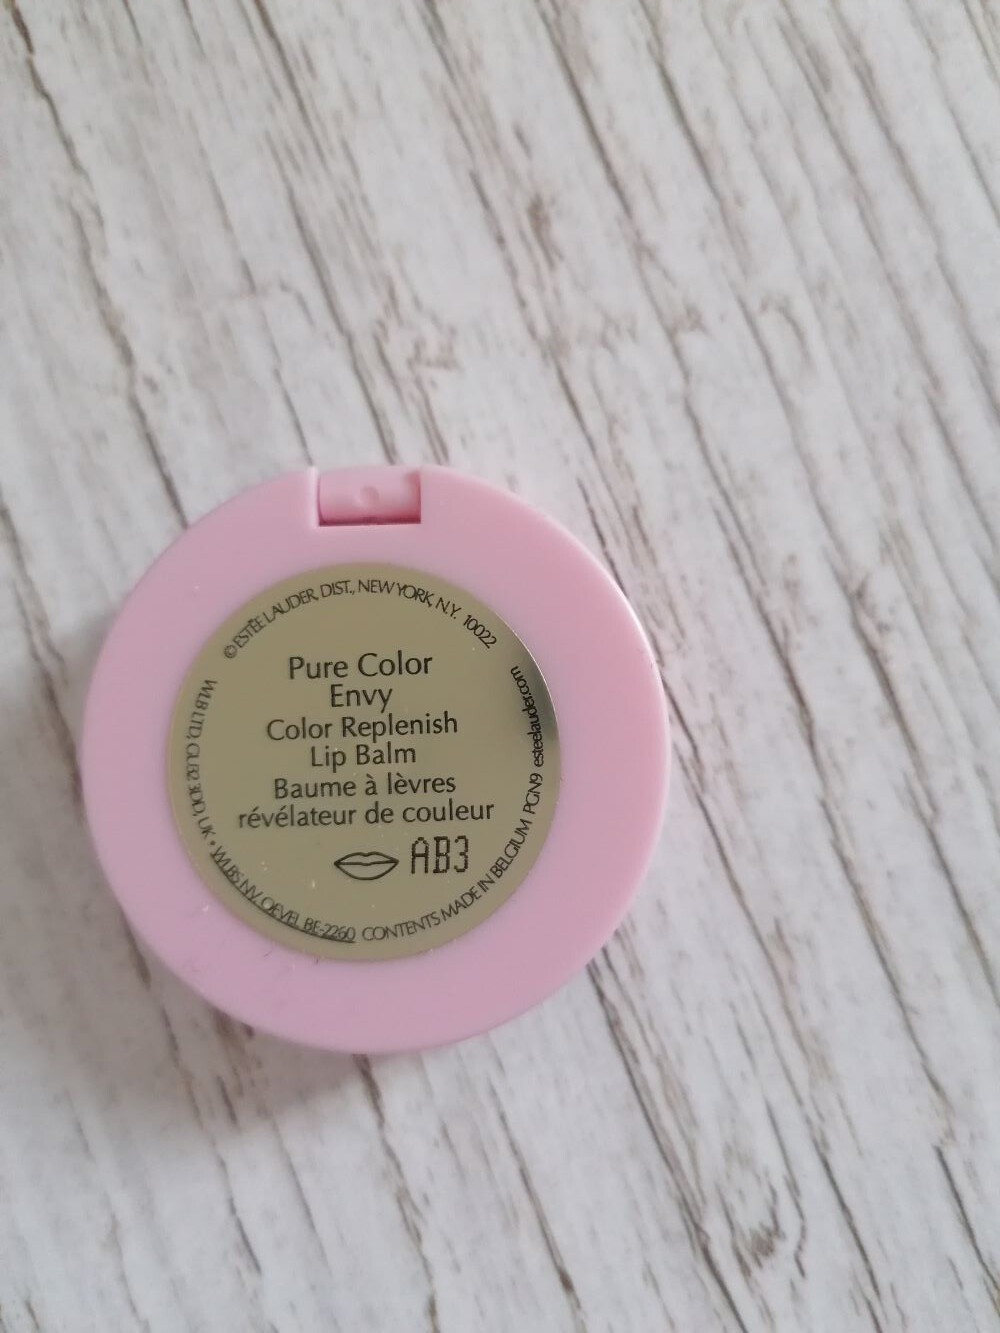 © ESTÉE LAUDER DIST., NEW YORK, N.Y. 10022
Pure Color
Envy
Color Replenish
Lip Balm
Baume à lèvres
révélateur de couleur
AB3
WLB LTD, GU32 3DD, UK • WLBS NV, OEVEL BE-2260 CONTENTS MADE IN BELGIUM PGN9 esteelauder.com